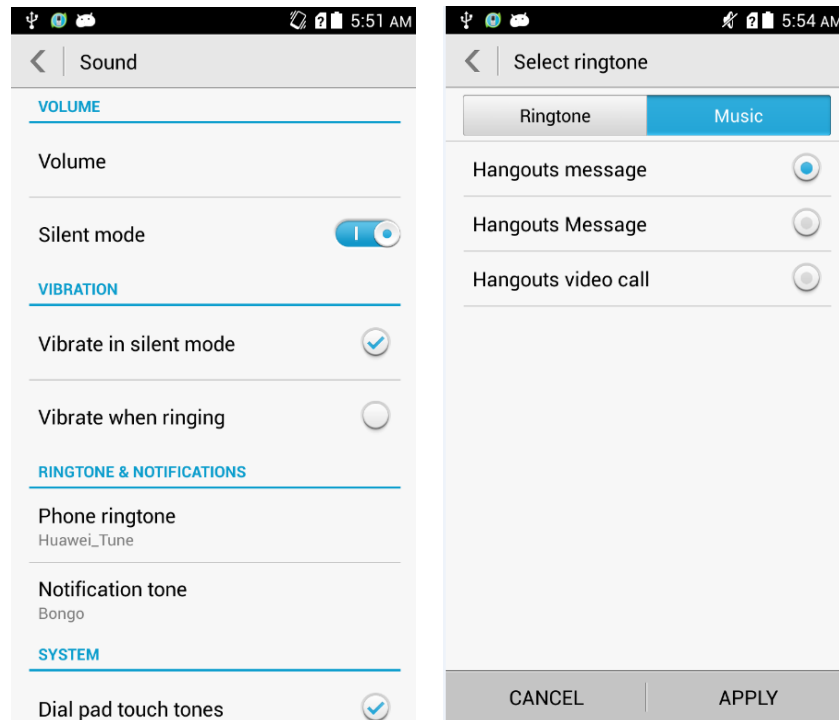 5:51 AM
Sound
VOLUME
Volume
Silent mode
VIBRATION
Vibrate in silent mode
Vibrate when ringing
RINGTONE & NOTIFICATIONS
Phone ringtone
Huawei_Tune
Notification tone
Bongo
SYSTEM
Dial pad touch tones
5:54 AM
Select ringtone
Ringtone Music
Hangouts message
Hangouts Message
Hangouts video call
CANCEL APPLY